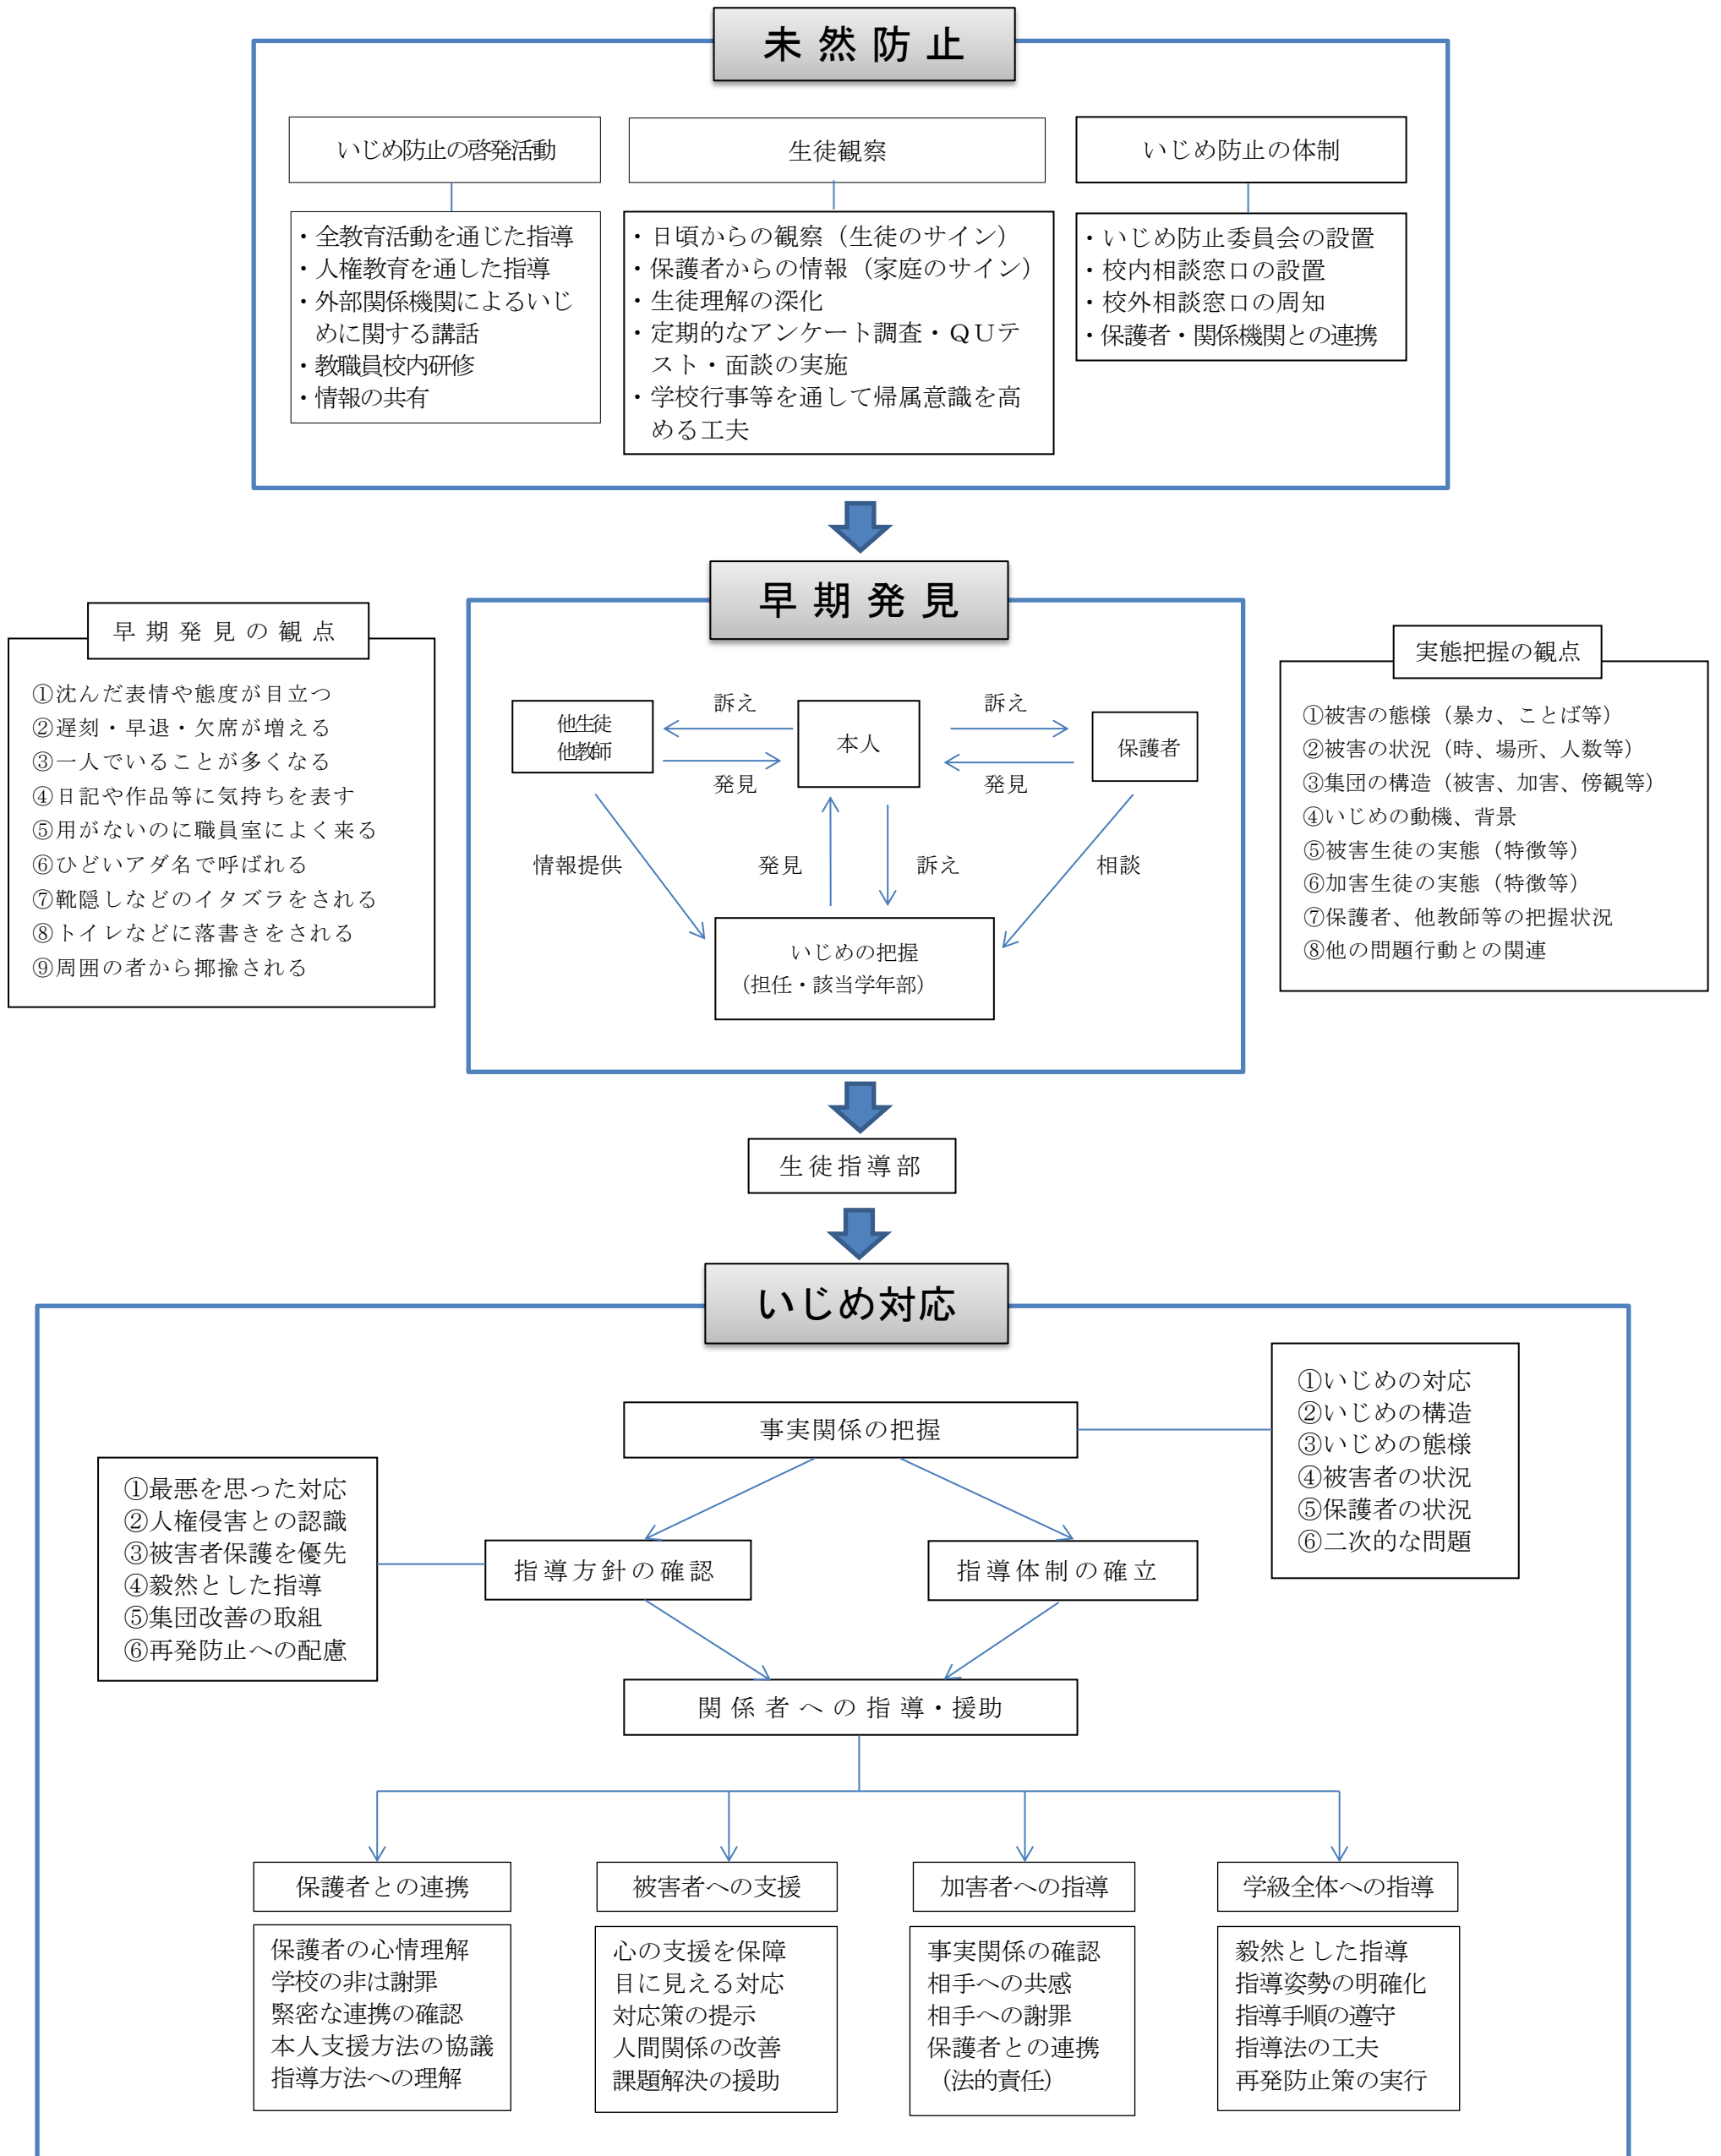 未然防止
いじめ防止の啓発活動
・全教育活動を通じた指導
・人権教育を通した指導
・外部関係機関によるいじ
めに関する講話
・教職員校内研修
・情報の共有
生徒観察
・日頃からの観察（生徒のサイン）
・保護者からの情報（家庭のサイン）
・生徒理解の深化
・定期的なアンケート調査・ＱＵテ
スト・面談の実施
・学校行事等を通して帰属意識を高
める工夫
いじめ防止の体制
・いじめ防止委員会の設置
・校内相談窓口の設置
・校外相談窓口の周知
・保護者・関係機関との連携
早期発見
早期発見の観点
①沈んだ表情や態度が目立つ
②遅刻・早退・欠席が増える
③一人でいることが多くなる
④日記や作品等に気持ちを表す
⑤用がないのに職員室によく来る
⑥ひどいアダ名で呼ばれる
⑦靴隠しなどのイタズラをされる
⑧トイレなどに落書きをされる
⑨周囲の者から揶揄される
他生徒
他教師
訴え
発見
本人
訴え
発見
保護者
情報提供
発見
訴え
相談
いじめの把握
（担任・該当学年部）
実態把握の観点
①被害の態様（暴力、ことば等）
②被害の状況（時、場所、人数等）
③集団の構造（被害、加害、傍観等）
④いじめの動機、背景
⑤被害生徒の実態（特徴等）
⑥加害生徒の実態（特徴等）
⑦保護者、他教師等の把握状況
⑧他の問題行動との関連
生徒指導部
いじめ対応
事実関係の把握
①いじめの対応
②いじめの構造
③いじめの態様
④被害者の状況
⑤保護者の状況
⑥二次的な問題
①最悪を思った対応
②人権侵害との認識
③被害者保護を優先
④毅然とした指導
⑤集団改善の取組
⑥再発防止への配慮
指導方針の確認
指導体制の確立
関係者への指導・援助
保護者との連携
保護者の心情理解
学校の非は謝罪
緊密な連携の確認
本人支援方法の協議
指導方法への理解
被害者への支援
心の支援を保障
目に見える対応
対応策の提示
人間関係の改善
課題解決の援助
加害者への指導
事実関係の確認
相手への共感
相手への謝罪
保護者との連携
（法的責任）
学級全体への指導
毅然とした指導
指導姿勢の明確化
指導手順の遵守
指導法の工夫
再発防止策の実行